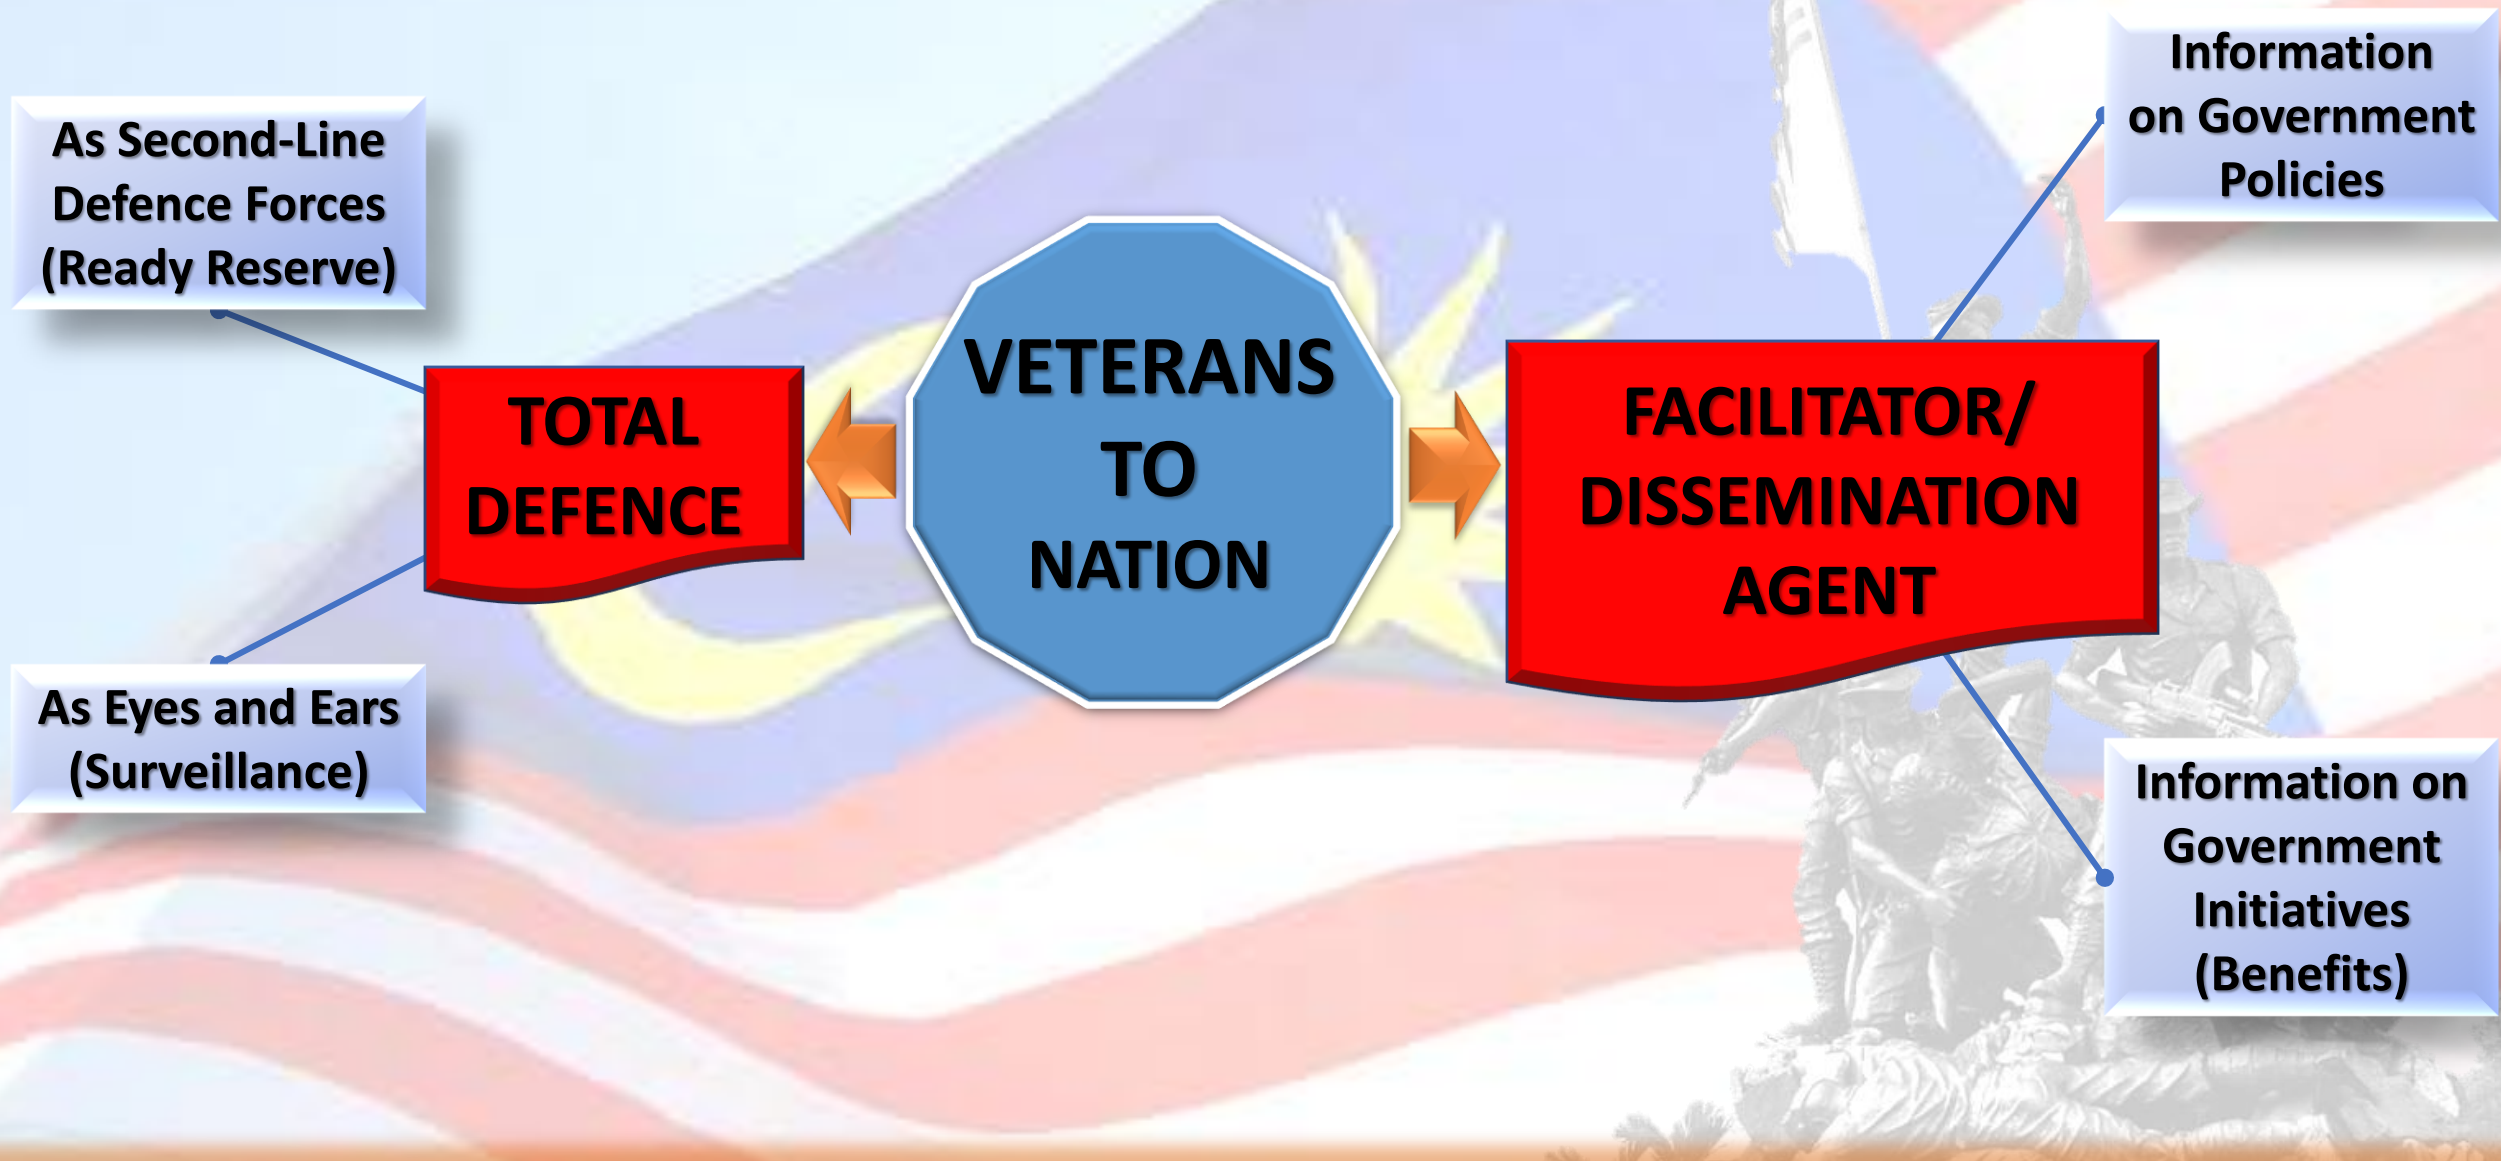 As Second-Line
Defence Forces
(Ready Reserve)
TOTAL
DEFENCE
As Eyes and Ears
(Surveillance)
VETERANS
TO
NATION
FACILITATOR/
DISSEMINATION
AGENT
Information
on Government
Policies
Information on
Government
Initiatives
(Benefits)